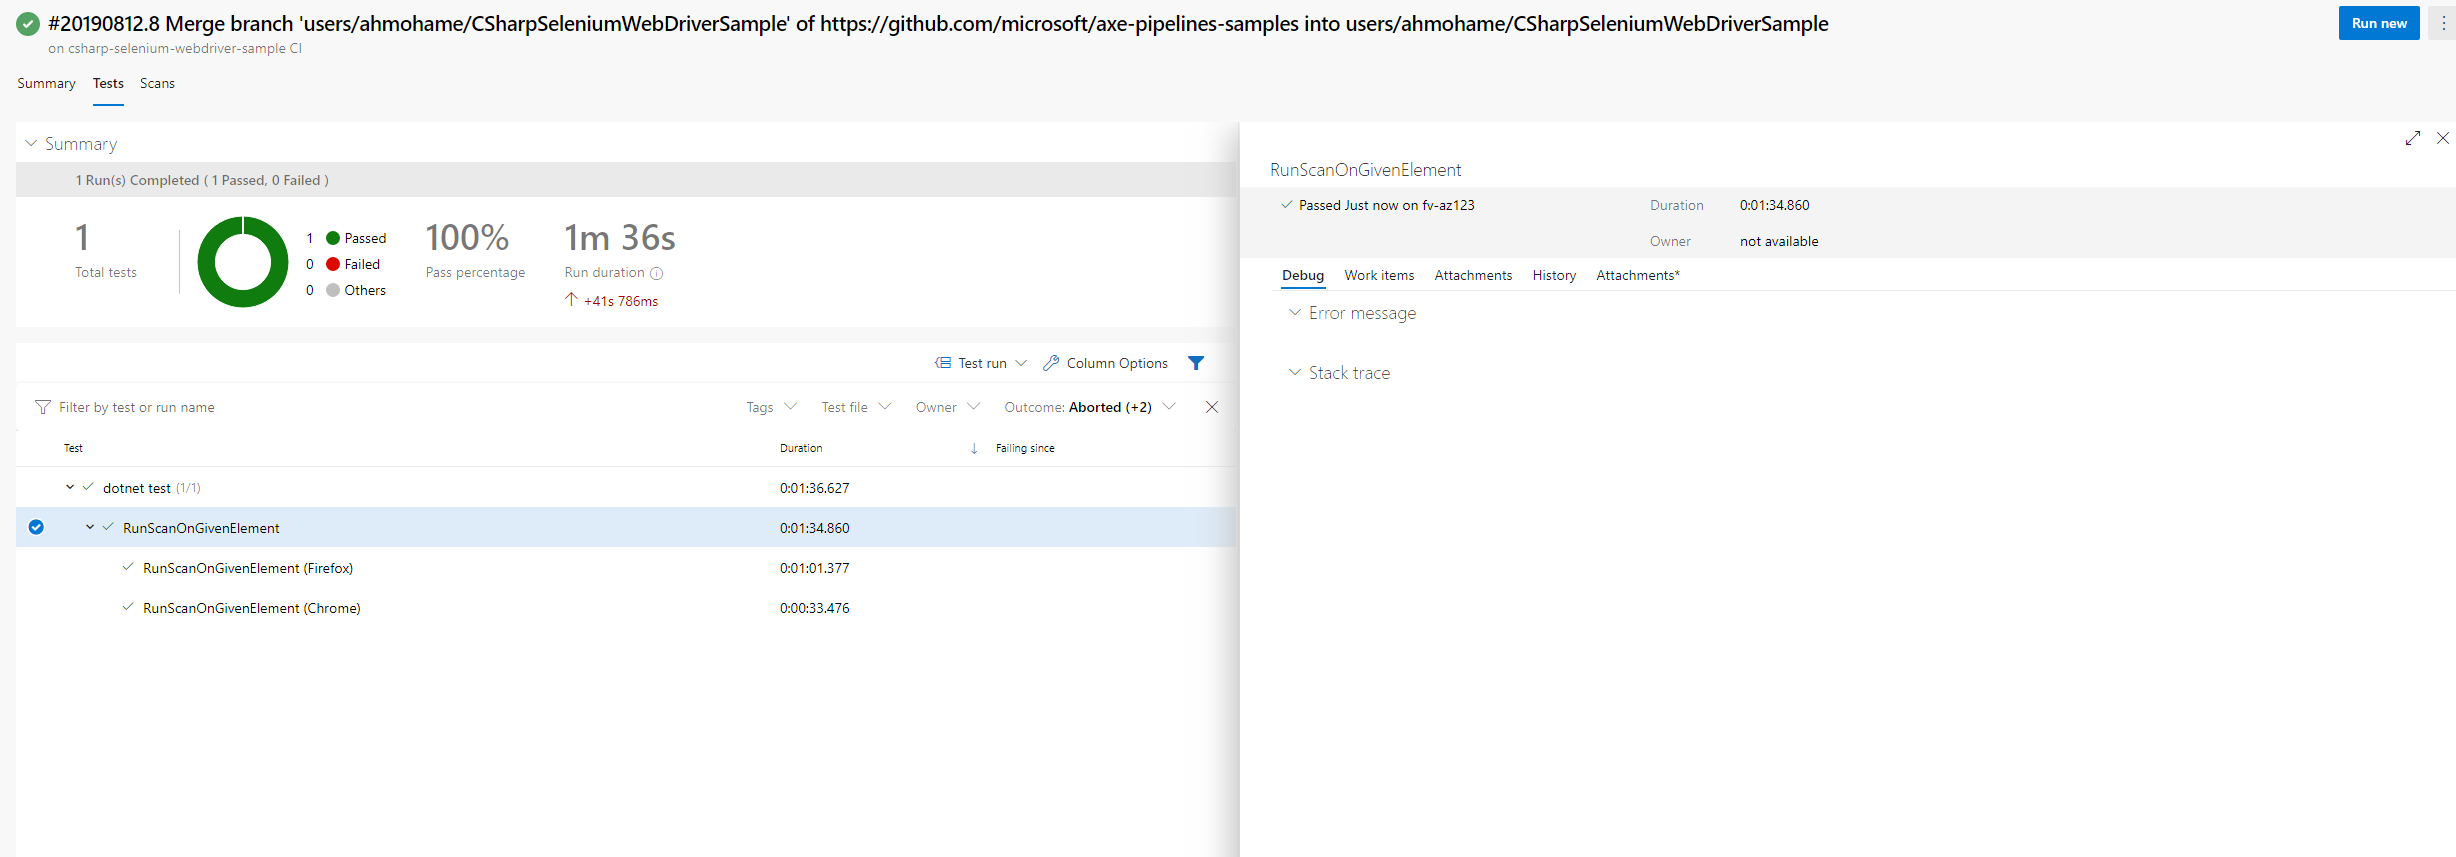 #20190812.8 Merge branch 'users/ahmohame/CSharpSeleniumWebDriverSample' of https://github.com/microsoft/axe-pipelines-samples into users/ahmohame/CSharpSeleniumWebDriverSample
Run new
on csharp-selenium-webdriver-sample CI
Summary Tests Scans
Summary
1 Run(s) Completed ( 1 Passed, 0 Failed )
1
Total tests
1 Passed
0 Failed
0 Others
100%
Pass percentage
1m 36s
Run duration
+41s 786ms
Test run Column Options
Filter by test or run name Tags Test file Owner Outcome: Aborted (+2)
Test Duration Failing since
dotnet test (1/1) 0:01:36.627
RunScanOnGivenElement 0:01:34.860
RunScanOnGivenElement (Firefox) 0:01:01.377
RunScanOnGivenElement (Chrome) 0:00:33.476
RunScanOnGivenElement
Passed Just now on fv-az123 Duration 0:01:34.860
Owner not available
Debug Work items Attachments History Attachments*
Error message
Stack trace